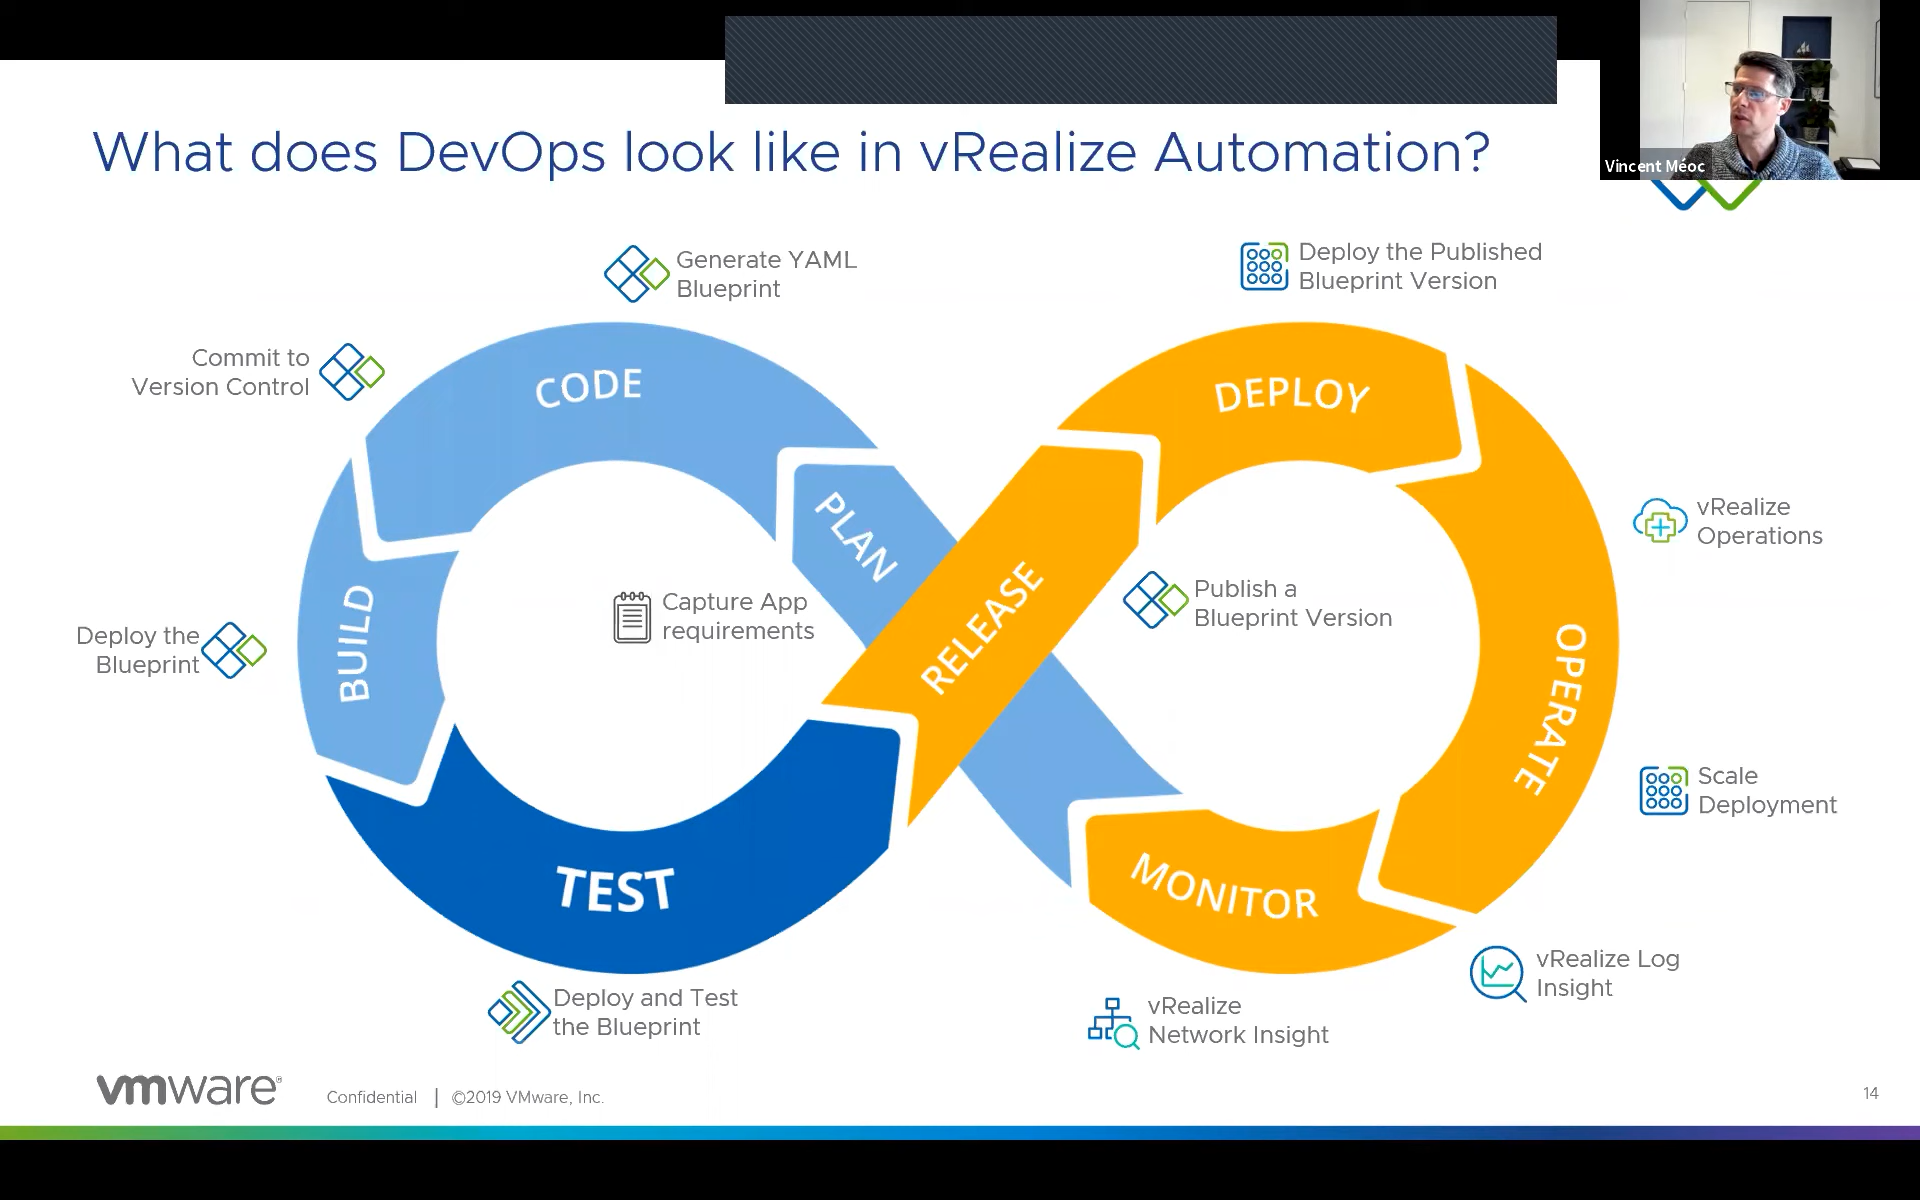 What does DevOps look like in vRealize Automation?
Vincent Méoc
Generate YAML
Blueprint
Deploy the Published
Blueprint Version
Commit to
Version Control
CODE
DEPLOY
PLAN
vRealize
Operations
BUILD
Capture App
requirements
RELEASE
Publish a
Blueprint Version
Deploy the
Blueprint
OPERATE
Scale
Deployment
TEST
MONITOR
vRealize Log
Insight
Deploy and Test
the Blueprint
vRealize
Network Insight
vmware®
Confidential | ©2019 VMware, Inc.
14